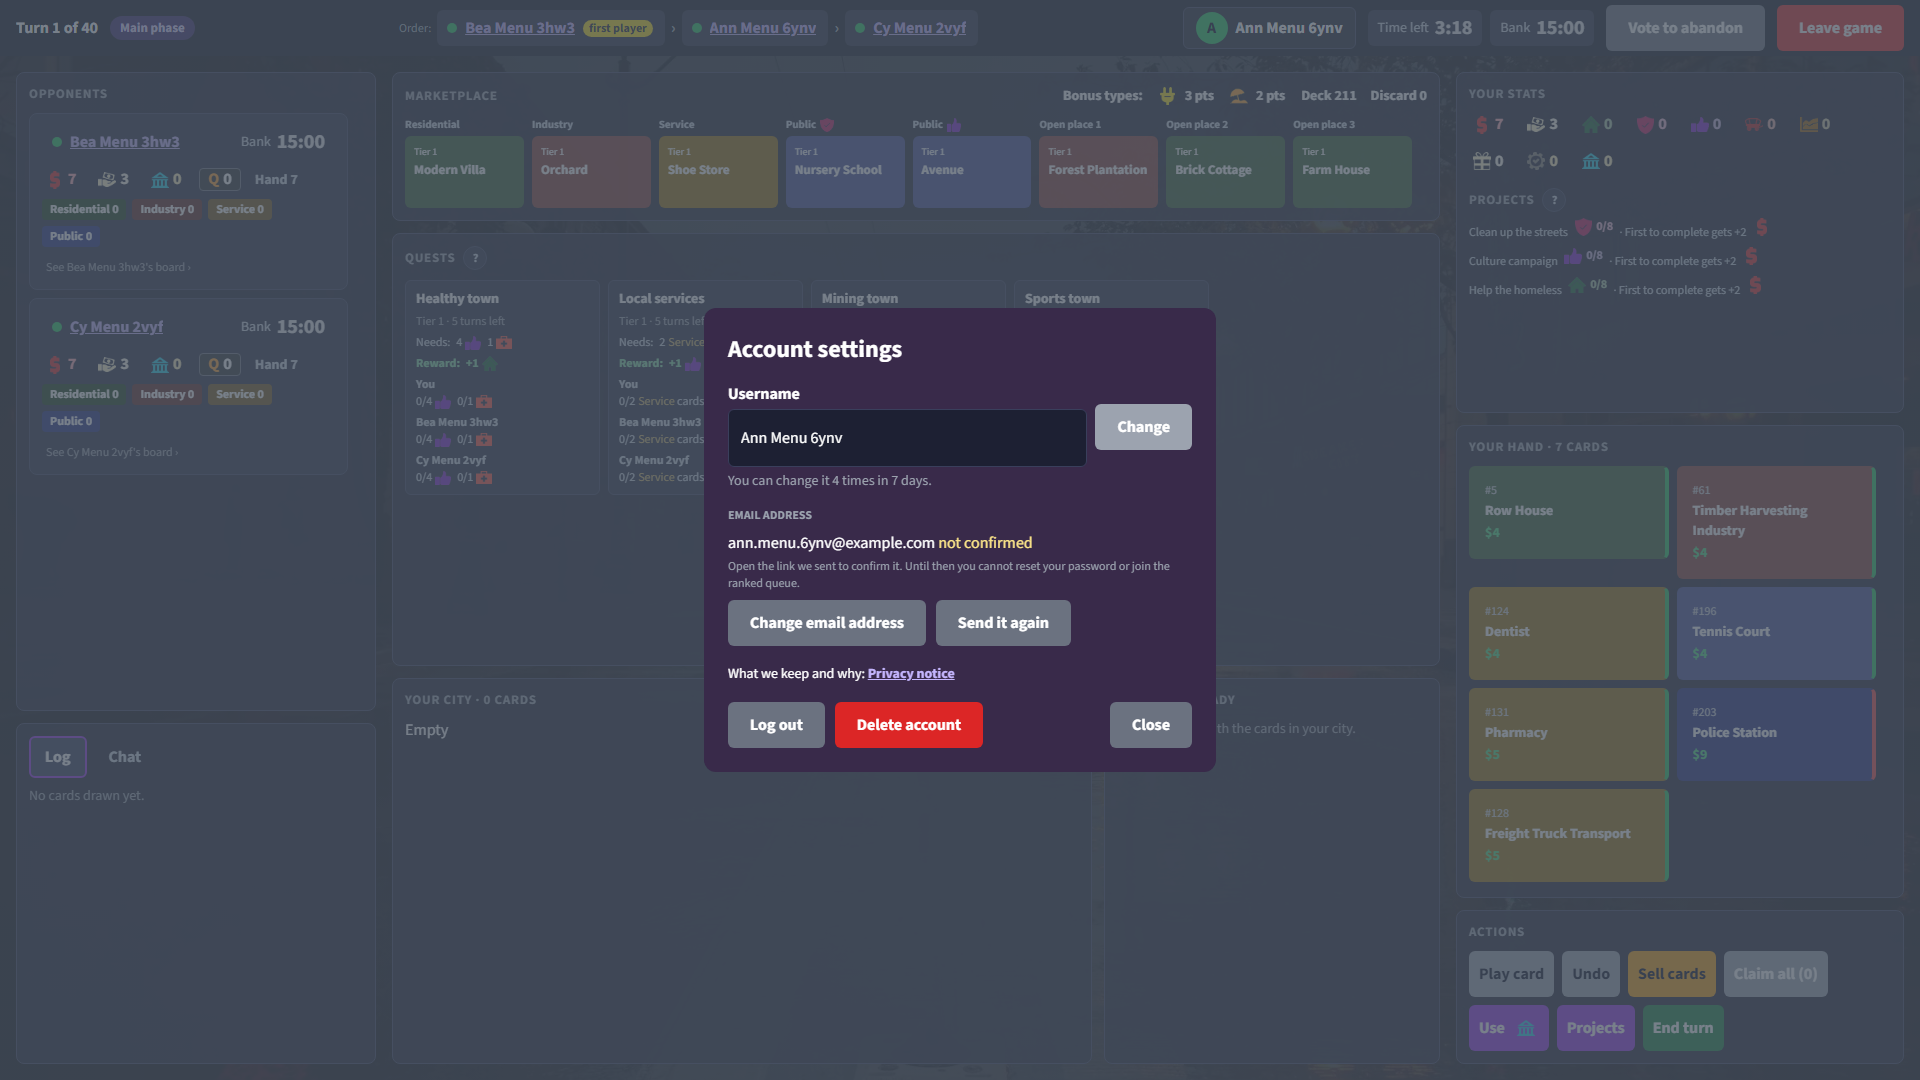 Turn 1 of 40 Main phase
Order: Bea Menu 3hw3 first player › Ann Menu 6ynv › Cy Menu 2vyf
A Ann Menu 6ynv Time left 3:18 Bank 15:00 Vote to abandon Leave game
OPPONENTS
Bea Menu 3hw3 Bank 15:00
7 3 0 Q 0 Hand 7
Residential 0 Industry 0 Service 0
Public 0
See Bea Menu 3hw3's board ›
Cy Menu 2vyf Bank 15:00
7 3 0 Q 0 Hand 7
Residential 0 Industry 0 Service 0
Public 0
See Cy Menu 2vyf's board ›
Log Chat
No cards drawn yet.
MARKETPLACE Bonus types: 3 pts 2 pts Deck 211 Discard 0
Residential Industry Service Public Public Open place 1 Open place 2 Open place 3
Tier 1 Tier 1 Tier 1 Tier 1 Tier 1 Tier 1 Tier 1 Tier 1
Modern Villa Orchard Shoe Store Nursery School Avenue Forest Plantation Brick Cottage Farm House
QUESTS ?
Healthy town Local services Mining town Sports town
Tier 1 · 5 turns left
Needs: 4 1
Reward: +1
You
0/4 0/1
Bea Menu 3hw3
0/4 0/1
Cy Menu 2vyf
0/4 0/1
Tier 1 · 5 turns lef
Needs: 2 Service
Reward: +1
You
0/2 Service cards
Bea Menu 3hw3
0/2 Service cards
Cy Menu 2vyf
0/2 Service cards
Account settings
Username
Ann Menu 6ynv Change
You can change it 4 times in 7 days.
EMAIL ADDRESS
ann.menu.6ynv@example.com not confirmed
Open the link we sent to confirm it. Until then you cannot reset your password or join the
ranked queue.
Change email address Send it again
What we keep and why: Privacy notice
Log out Delete account Close
YOUR CITY · 0 CARDS
Empty
ADY
th the cards in your city.
YOUR STATS
$ 7 3 0 0 0 0 0
0 0 0
PROJECTS ?
Clean up the streets 0/8 · First to complete gets +2 $
Culture campaign 0/8 · First to complete gets +2 $
Help the homeless 0/8 · First to complete gets +2 $
YOUR HAND · 7 CARDS
#5
Row House
$4
#61
Timber Harvesting
Industry
$4
#124
Dentist
$4
#196
Tennis Court
$4
#131
Pharmacy
$5
#203
Police Station
$9
#128
Freight Truck Transport
$5
ACTIONS
Play card Undo Sell cards Claim all (0)
Use Projects End turn